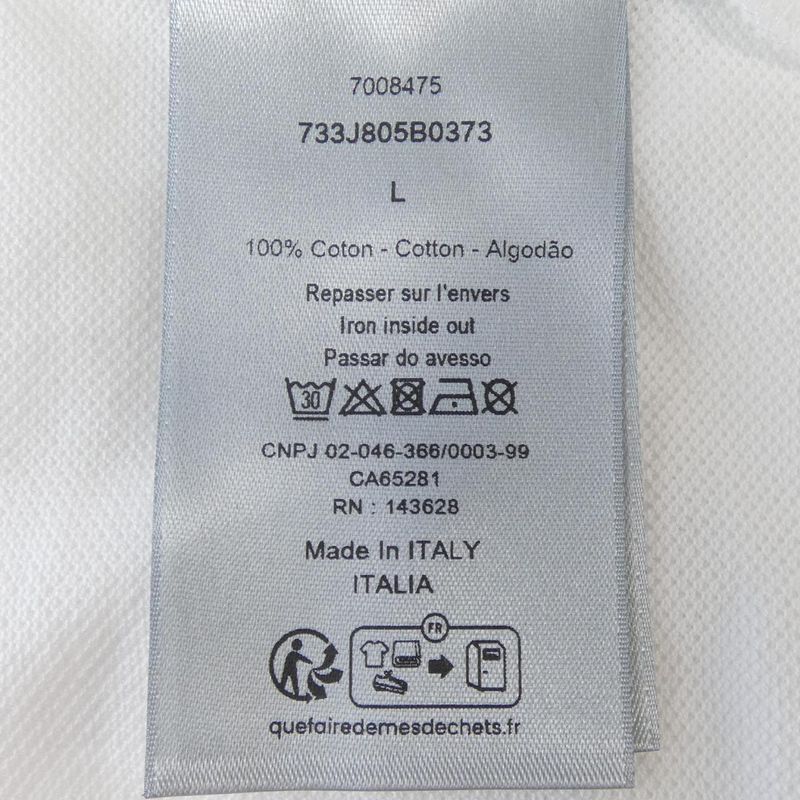 7008475
733J805B0373
L
100% Coton - Cotton - Algodão
Repasser sur l'envers
Iron inside out
Passar do avesso
30
CNPJ 02-046-366/0003-99
CA65281
RN : 143628
Made In ITALY
ITALIA
FR
quefairedemesdechets.fr